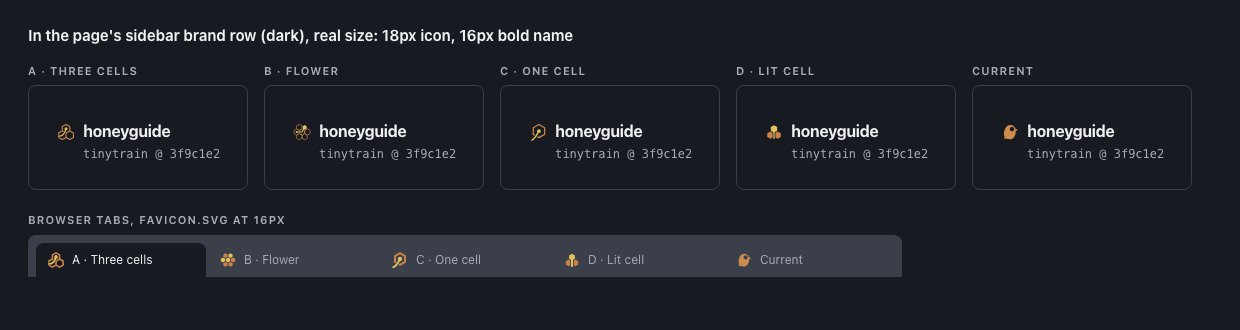 In the page's sidebar brand row (dark), real size: 18px icon, 16px bold name
A · THREE CELLS
B · FLOWER
C · ONE CELL
D · LIT CELL
CURRENT
honeyguide
tinytrain @ 3f9c1e2
honeyguide
tinytrain @ 3f9c1e2
honeyguide
tinytrain @ 3f9c1e2
honeyguide
tinytrain @ 3f9c1e2
honeyguide
tinytrain @ 3f9c1e2
BROWSER TABS, FAVICON.SVG AT 16PX
A · Three cells
B · Flower
C · One cell
D · Lit cell
Current